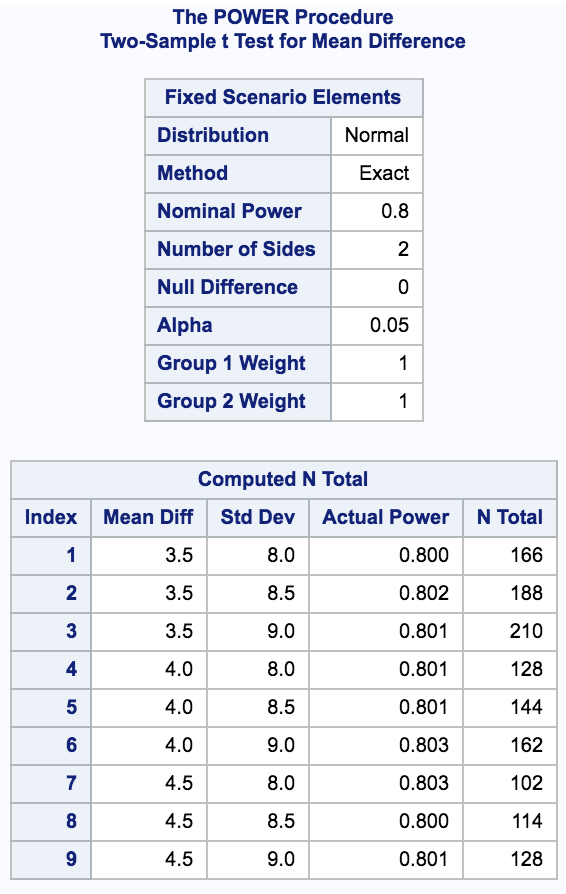 The POWER Procedure
Two-Sample t Test for Mean Difference
Fixed Scenario Elements
Distribution Normal
Method Exact
Nominal Power 0.8
Number of Sides 2
Null Difference 0
Alpha 0.05
Group 1 Weight 1
Group 2 Weight 1
Computed N Total
Index Mean Diff Std Dev Actual Power N Total
1 3.5 8.0 0.800 166
2 3.5 8.5 0.802 188
3 3.5 9.0 0.801 210
4 4.0 8.0 0.801 128
5 4.0 8.5 0.801 144
6 4.0 9.0 0.803 162
7 4.5 8.0 0.803 102
8 4.5 8.5 0.800 114
9 4.5 9.0 0.801 128